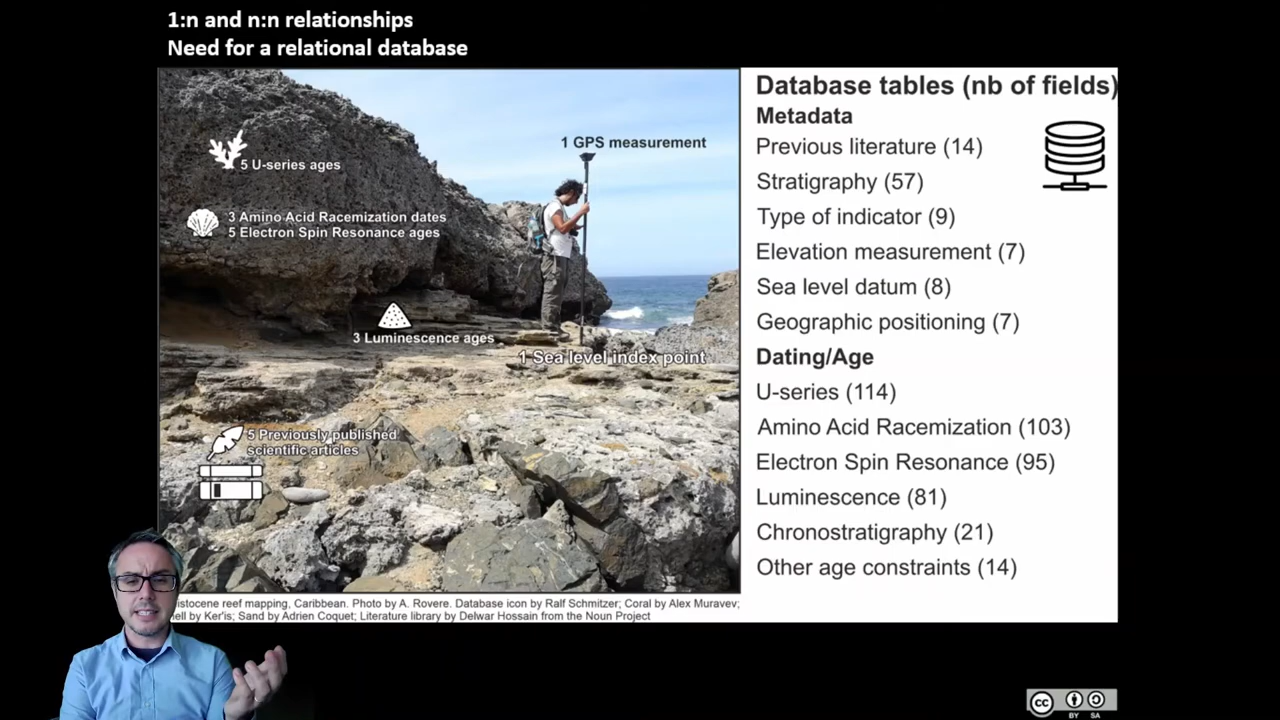 1:n and n:n relationships
Need for a relational database
5 U-series ages
1 GPS measurement
3 Amino Acid Racemization dates
5 Electron Spin Resonance ages
3 Luminescence ages
1 Sea level index point
5 Previously published
scientific articles
Database tables (nb of fields)
Metadata
Previous literature (14)
Stratigraphy (57)
Type of indicator (9)
Elevation measurement (7)
Sea level datum (8)
Geographic positioning (7)
Dating/Age
U-series (114)
Amino Acid Racemization (103)
Electron Spin Resonance (95)
Luminescence (81)
Chronostratigraphy (21)
Other age constraints (14)
reef mapping, Caribbean. Photo by A. Rovere. Database icon by Ralf Schmitzer; Coral by Alex Muravev;
by Ker'is; Sand by Adrien Coquet; Literature library by Delwar Hossain from the Noun Project
cc
BY SA